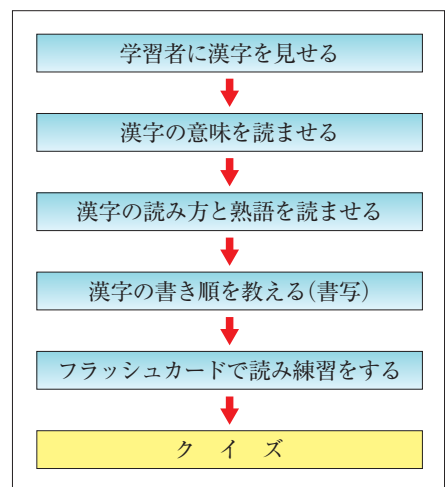 学習者に漢字を見せる
漢字の意味を読ませる
漢字の読み方と熟語を読ませる
漢字の書き順を教える(書写)
フラッシュカードで読み練習をする
ク イ ズ